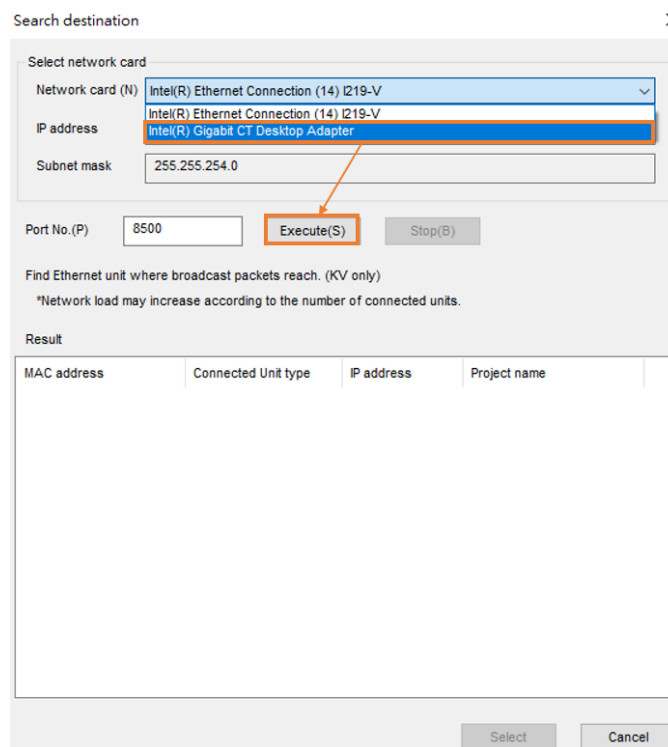 Search destination
Select network card
Network card (N)
Intel(R) Ethernet Connection (14) I219-V
Intel(R) Ethernet Connection (14) I219-V
IP address
Intel(R) Gigabit CT Desktop Adapter
Subnet mask
255.255.254.0
Port No.(P)
8500
Execute(S)
Stop(B)
Find Ethernet unit where broadcast packets reach. (KV only)
*Network load may increase according to the number of connected units.
Result
MAC address
Connected Unit type
IP address
Project name
Select
Cancel